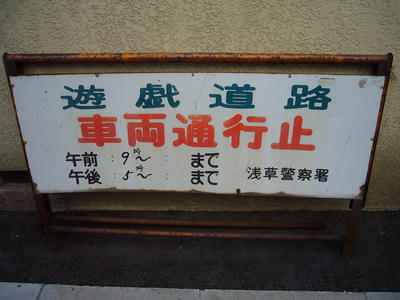 遊戯道路
車両通行止
午前 : 9時〜 : まで
午後 : 5時〜 : まで 浅草警察署